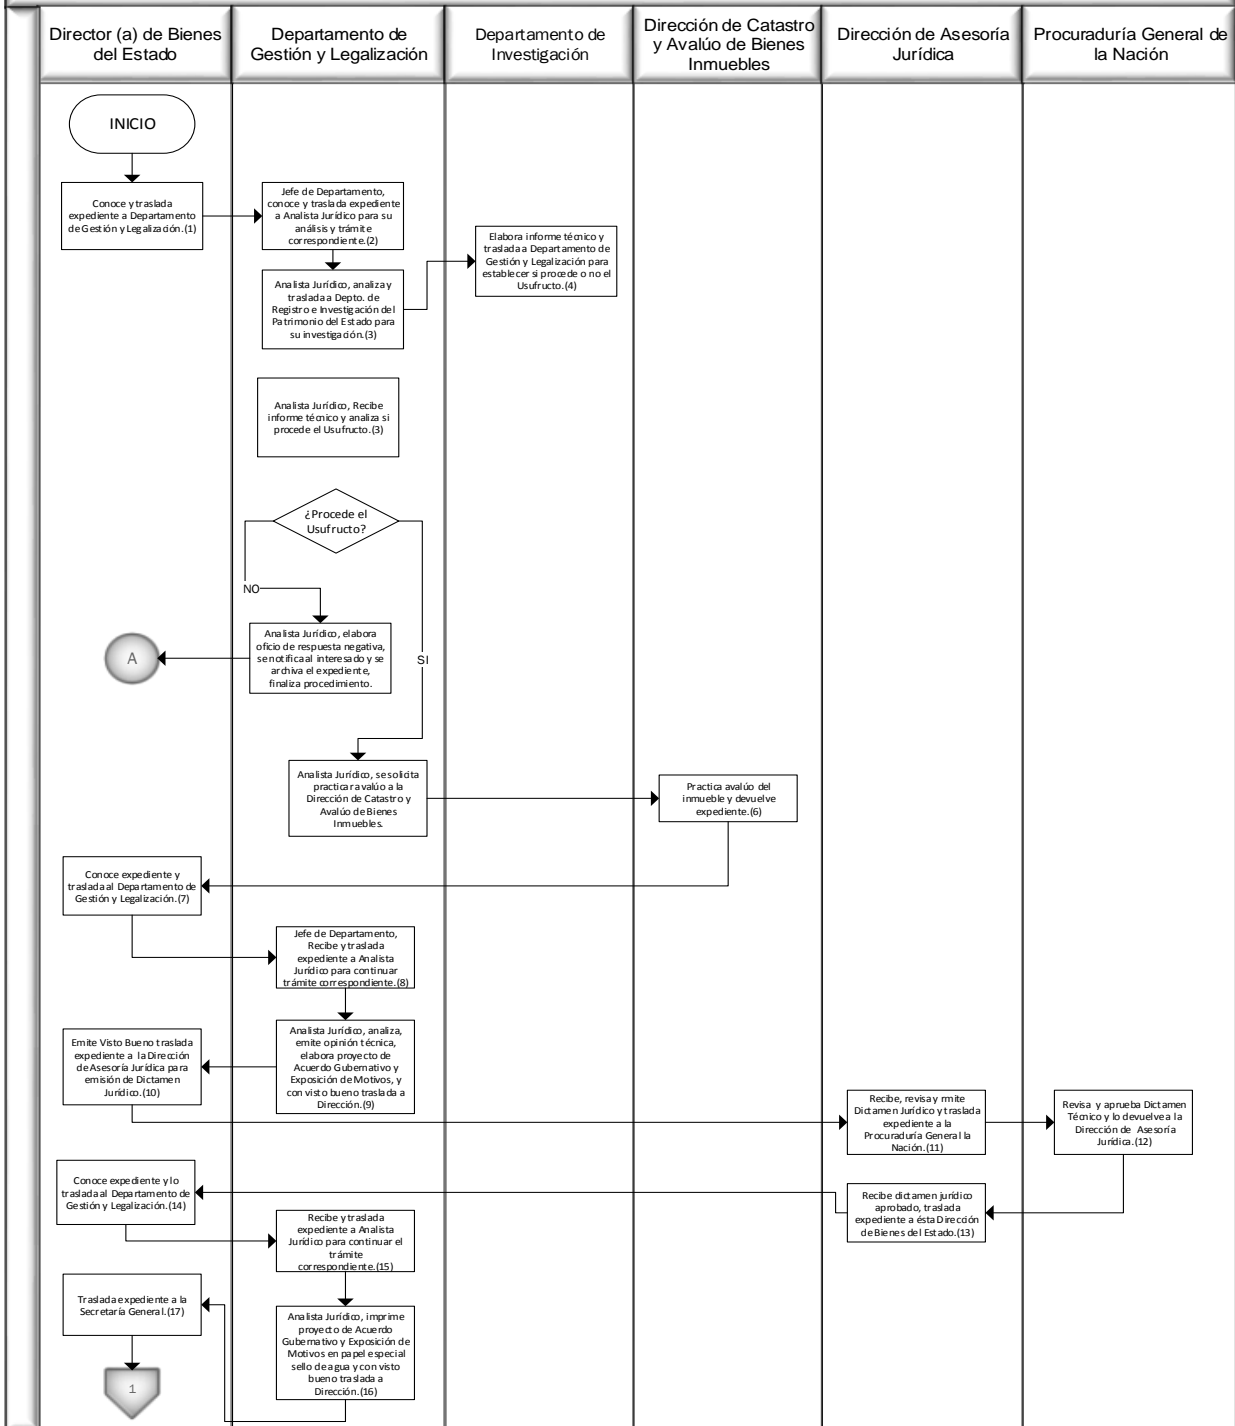 Director (a) de Bienes
del Estado
Departamento de
Gestión y Legalización
Departamento de
Investigación
Dirección de Catastro
y Avalúo de Bienes
Inmuebles
Dirección de Asesoría
Jurídica
Procuraduría General de
la Nación
INICIO
Conoce y traslada
expediente a Departamento
de Gestión y Legalización.(1)
Jefe de Departamento,
conoce y traslada expediente
a Analista Jurídico para su
análisis y trámite
correspondiente.(2)
Elabora informe técnico y
traslada a Departamento de
Gestión y Legalización para
establecer si procede o no el
Usufructo.(4)
Analista Jurídico, analiza y
traslada a Depto. de
Registro e Investigación del
Patrimonio del Estado para
su investigación.(3)
Analista Jurídico, Recibe
informe técnico y analiza si
procede el Usufructo.(3)
¿Procede el
Usufructo?
NO
SI
Analista Jurídico, elabora
oficio de respuesta negativa,
se notifica al interesado y se
archiva el expediente,
finaliza procedimiento.
A
Analista Jurídico, se solicita
practicar avalúo a la
Dirección de Catastro y
Avalúo de Bienes
Inmuebles.
Practica avalúo del
inmueble y devuelve
expediente.(6)
Conoce expediente y
traslada al Departamento de
Gestión y Legalización.(7)
Jefe de Departamento,
Recibe y traslada
expediente a Analista
Jurídico para continuar
trámite correspondiente.(8)
Analista Jurídico, analiza,
emite opinión técnica,
elabora proyecto de
Acuerdo Gubernativo y
Exposición de Motivos, y
con visto bueno traslada a
Dirección.(9)
Emite Visto Bueno traslada
expediente a la Dirección
de Asesoría Jurídica para
emisión de Dictamen
Jurídico.(10)
Recibe, revisa y rmite
Dictamen Jurídico y traslada
expediente a la
Procuraduría General la
Nación.(11)
Revisa y aprueba Dictamen
Técnico y lo devuelve a la
Dirección de Asesoría
Jurídica.(12)
Recibe dictamen jurídico
aprobado, traslada
expediente a ésta Dirección
de Bienes del Estado.(13)
Conoce expediente y lo
traslada al Departamento de
Gestión y Legalización.(14)
Recibe y traslada
expediente a Analista
Jurídico para continuar el
trámite
correspondiente.(15)
Analista Jurídico, imprime
proyecto de Acuerdo
Gubernativo y Exposición de
Motivos en papel especial
sello de agua y con visto
bueno traslada a
Dirección.(16)
Traslada expediente a la
Secretaría General.(17)
1